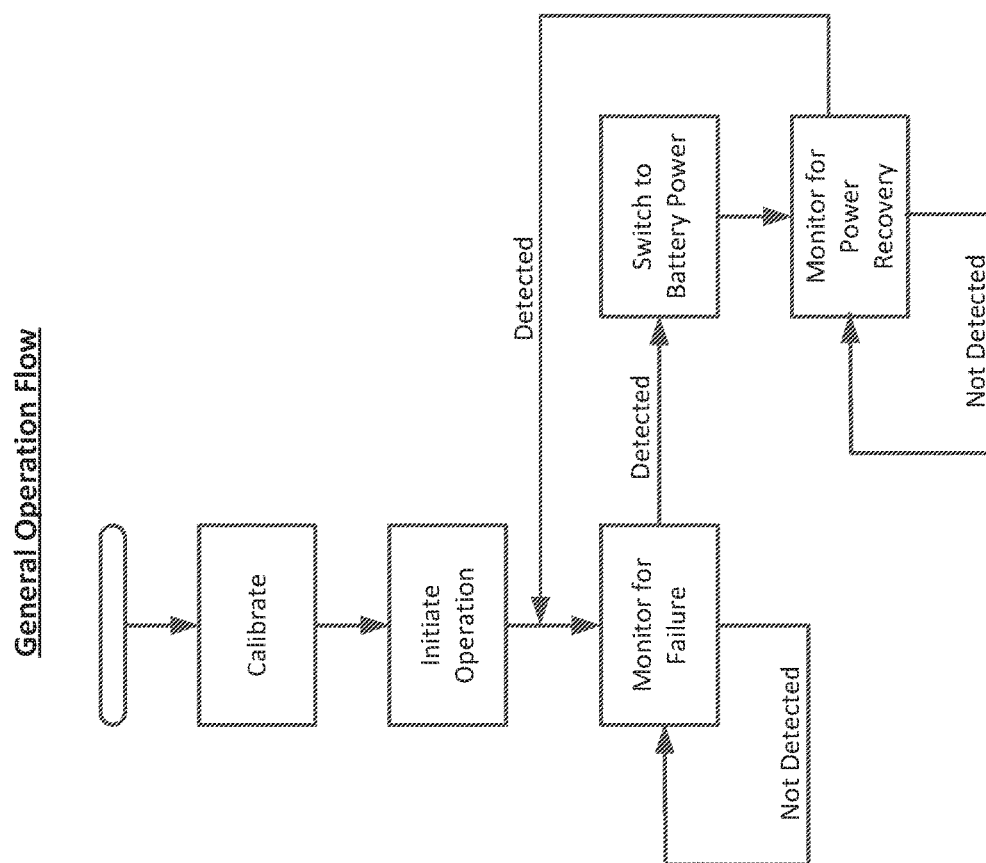 General Operation Flow
Calibrate
Initiate
Operation
Monitor for
Failure
Not Detected
Detected
Switch to
Battery Power
Monitor for
Power
Recovery
Not Detected
Detected